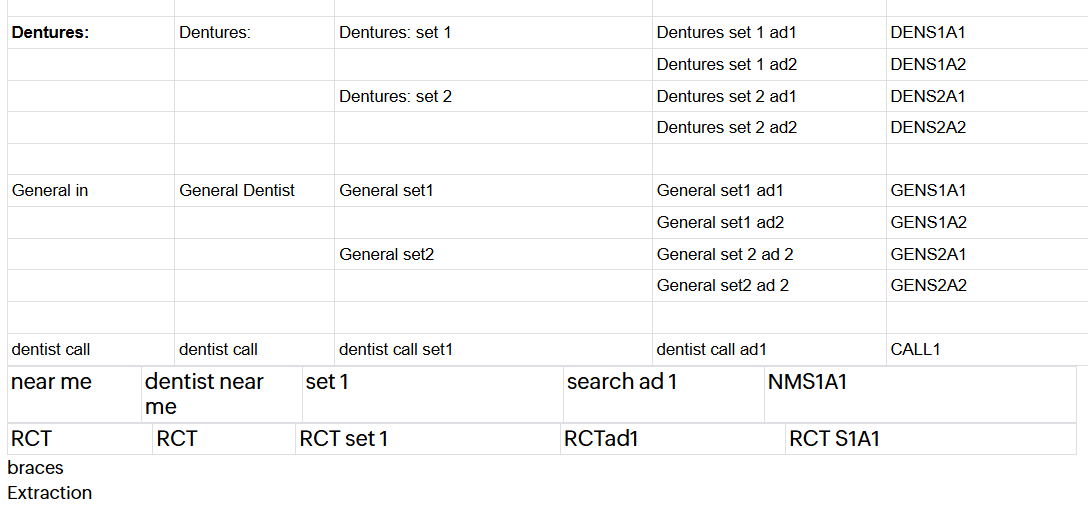 Dentures: Dentures: Dentures: set 1 Dentures set 1 ad1 DENS1A1
Dentures set 1 ad2 DENS1A2
Dentures: set 2 Dentures set 2 ad1 DENS2A1
Dentures set 2 ad2 DENS2A2
General in General Dentist General set1 General set1 ad1 GENS1A1
General set1 ad2 GENS1A2
General set2 General set 2 ad 2 GENS2A1
General set2 ad 2 GENS2A2
dentist call dentist call dentist call set1 dentist call ad1 CALL1
near me dentist near set 1 search ad 1 NMS1A1
me
RCT RCT RCT set 1 RCTad1 RCT S1A1
braces
Extraction